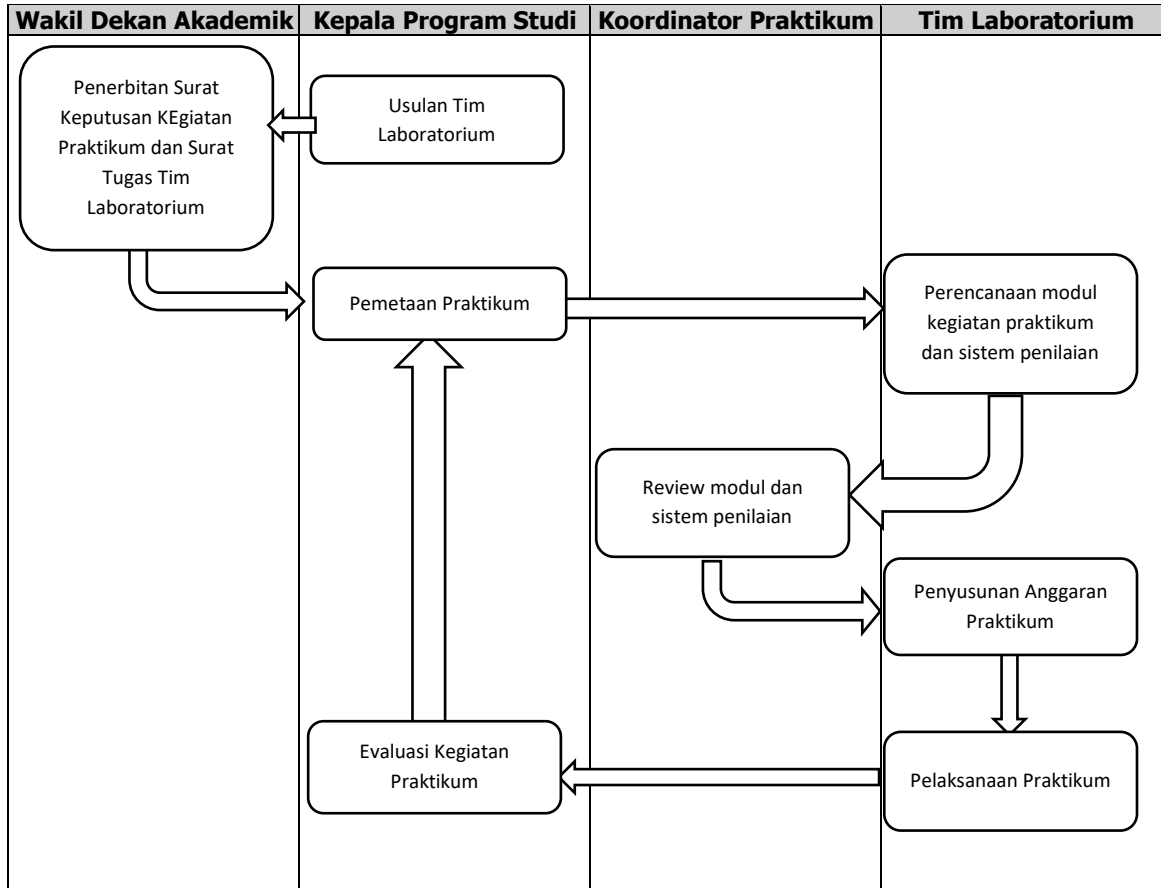 Wakil Dekan Akademik
Kepala Program Studi
Koordinator Praktikum
Tim Laboratorium
Penerbitan Surat
Keputusan KEgiatan
Praktikum dan Surat
Tugas Tim
Laboratorium
Usulan Tim
Laboratorium
Pemetaan Praktikum
Perencanaan modul
kegiatan praktikum
dan sistem penilaian
Review modul dan
sistem penilaian
Penyusunan Anggaran
Praktikum
Evaluasi Kegiatan
Praktikum
Pelaksanaan Praktikum